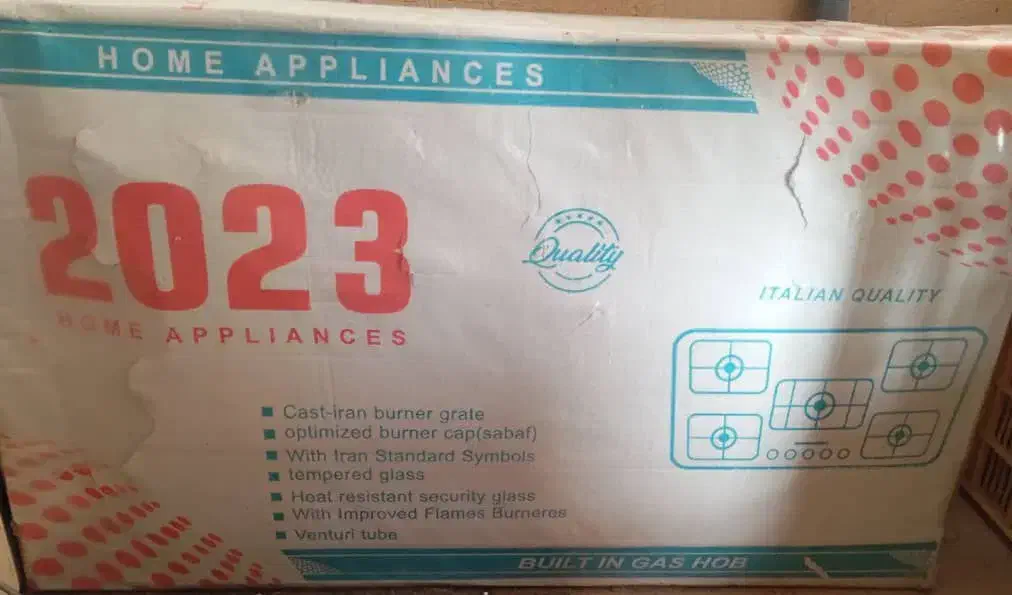 HOME APPLIANCES
2023
HOME APPLIANCES
Quality
ITALIAN QUALITY
Cast-iran burner grate
optimized burner cap(sabaf)
With Iran Standard Symbols
tempered glass
Heat resistant security glass
With Improved Flames Burneres
Venturi tube
BUILT IN GAS HOB